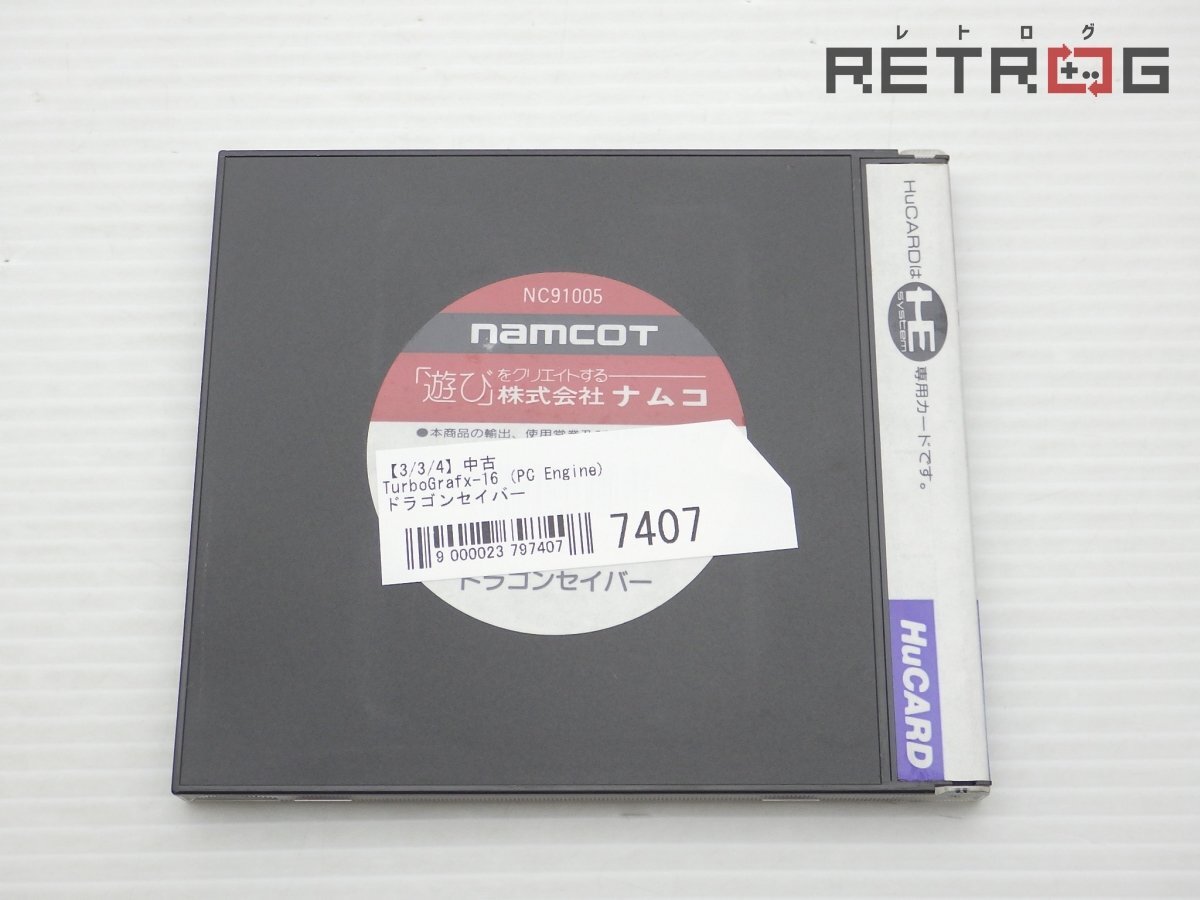 レトログ
RETROG
NC91005
namcot
「遊び」をクリエイトする
株式会社ナムコ
●本商品の輸出、使用営業
【3/3/4】中古
TurboGrafx-16 (PC Engine)
ドラゴンセイバー
9 000023 797407
7407
ドラゴンセイバー
HuCARDは
HE
system
専用カードです。
HuCARD